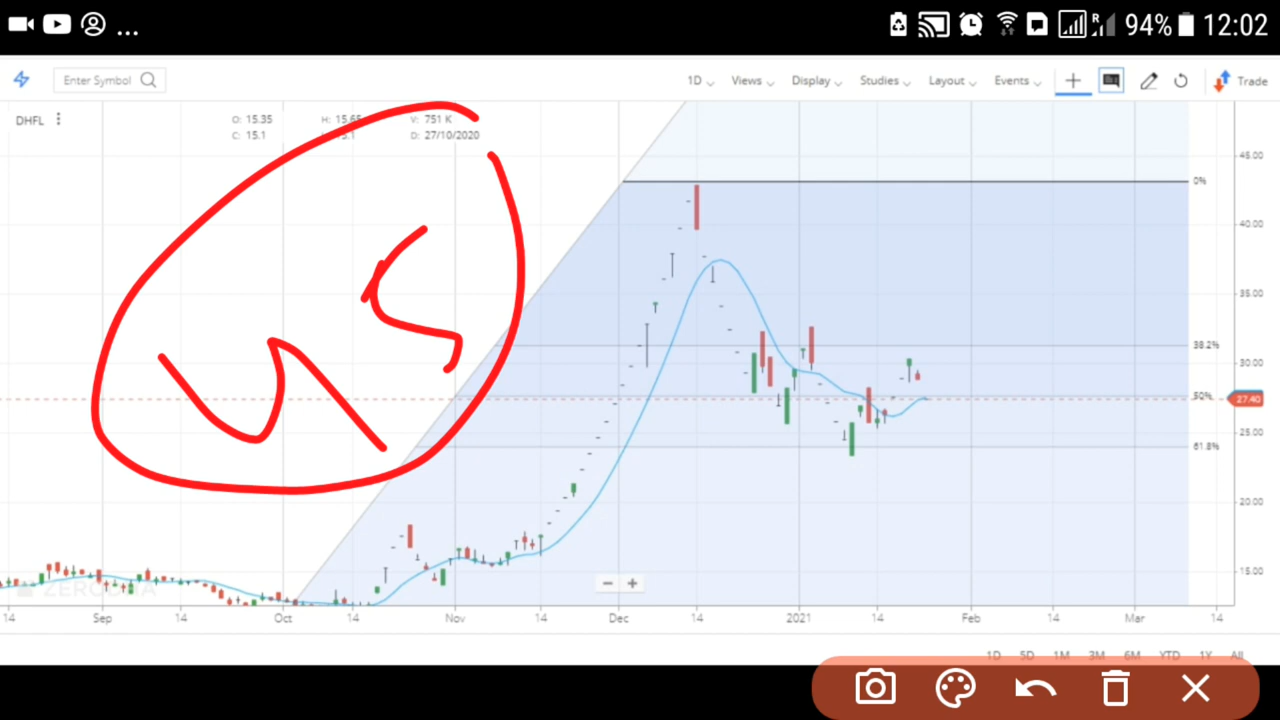 ... R 94% 12:02
Enter Symbol 1D Views Display Studies Layout Events Trade
DHFL O: 15.35 H: 15.65 V: 751 K
C: 15.1 D: 27/10/2020
45.00
0%
40.00
35.00
38.2%
30.00
50% 27.40
25.00
61.8%
20.00
15.00
ZERODHA
14 Sep 14 Oct 14 Nov 14 Dec 14 2021 14 Feb 14 Mar 14
1D 5D 1M 3M 6M YTD 1Y All
US